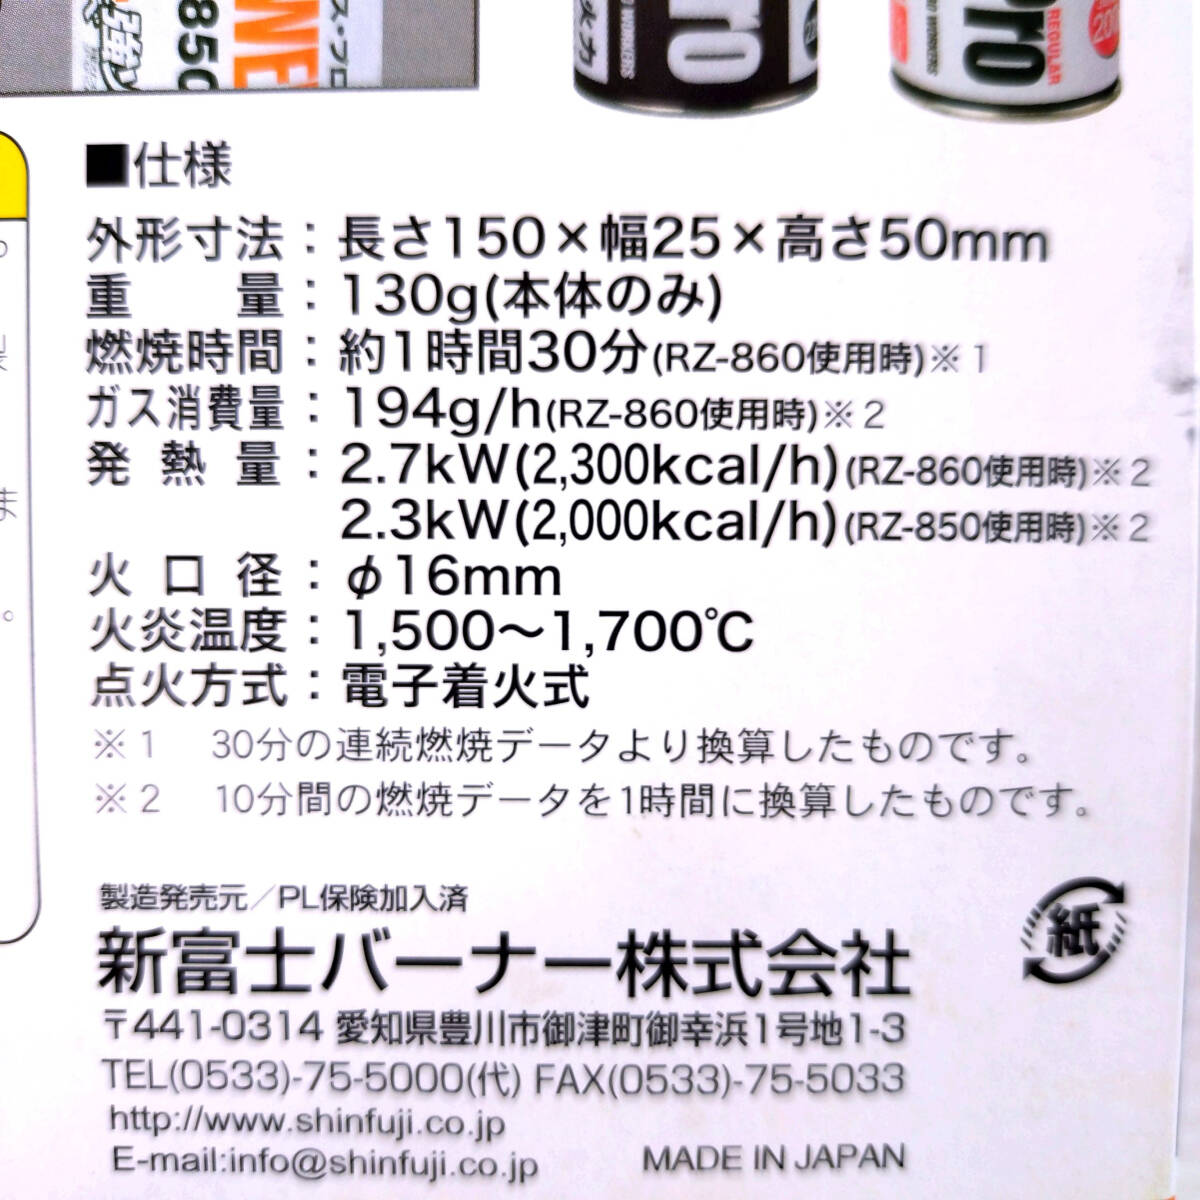 850
ス・プロ
火力
WORKERS
Pro
Pro
REGULAR
WORKERS
■仕様
外形寸法：長さ150×幅25×高さ50mm
重量：130g(本体のみ)
燃焼時間：約1時間30分(RZ-860使用時)※1
ガス消費量：194g/h(RZ-860使用時)※2
発熱量：2.7kW(2,300kcal/h)(RZ-860使用時)※2
2.3kW(2,000kcal/h)(RZ-850使用時)※2
火口径：φ16mm
火炎温度：1,500～1,700℃
点火方式：電子着火式
※1 30分の連続燃焼データより換算したものです。
※2 10分間の燃焼データを1時間に換算したものです。
製造発売元／PL保険加入済
新富士バーナー株式会社
紙
〒441-0314 愛知県豊川市御津町御幸浜1号地1-3
TEL(0533)-75-5000(代) FAX(0533)-75-5033
http://www.shinfuji.co.jp
E-mail:info@shinfuji.co.jp
MADE IN JAPAN